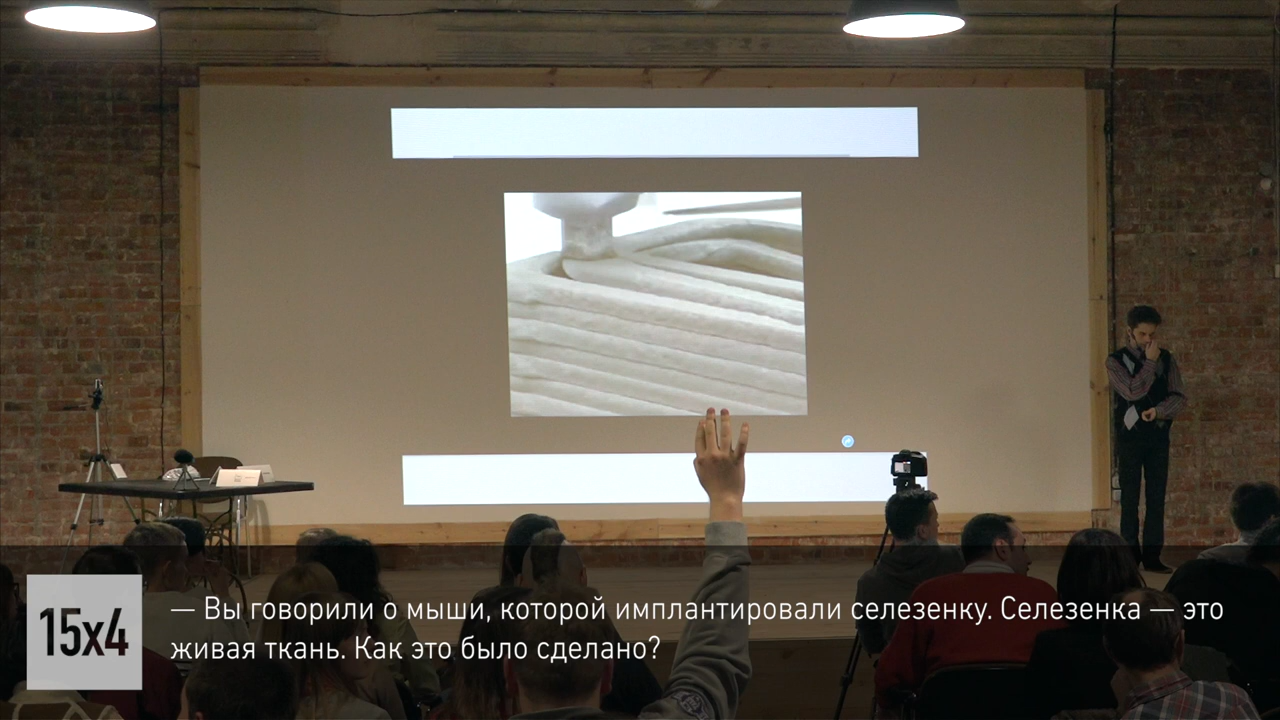 — Вы говорили о мыши, которой имплантировали селезенку. Селезенка — это
живая ткань. Как это было сделано?
15x4